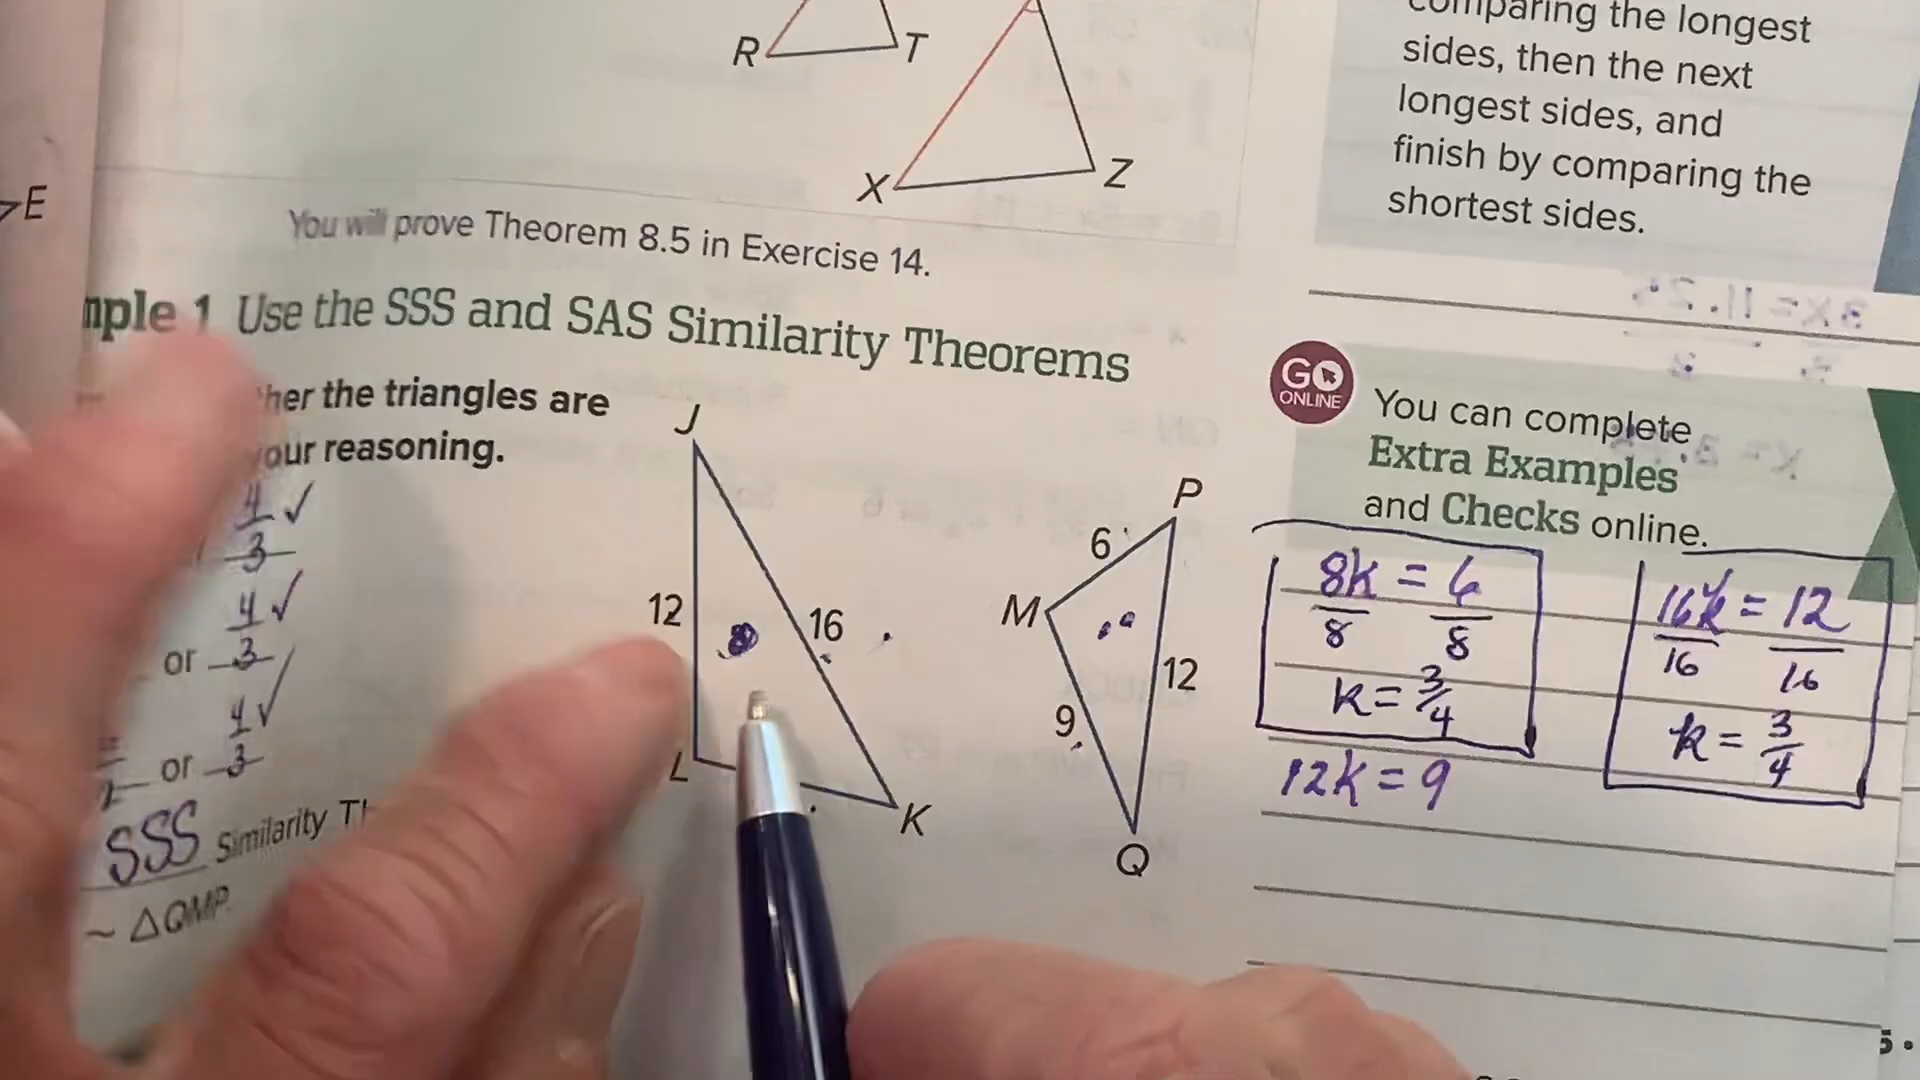 comparing the longest
sides, then the next
longest sides, and
finish by comparing the
shortest sides.
R
T
X
Z
E
You will prove Theorem 8.5 in Exercise 14.
mple 1 Use the SSS and SAS Similarity Theorems
her the triangles are
your reasoning.
4 ✓
3
or 4 ✓
3
or 4 ✓
3
SSS Similarity Th
~ △QMP.
J
12
16
L
K
P
6
M
12
9
Q
GO
ONLINE
You can complete
Extra Examples
and Checks online.
8k = 6
8 8
k = 3/4
12k = 9
16k = 12
16 16
k = 3/4